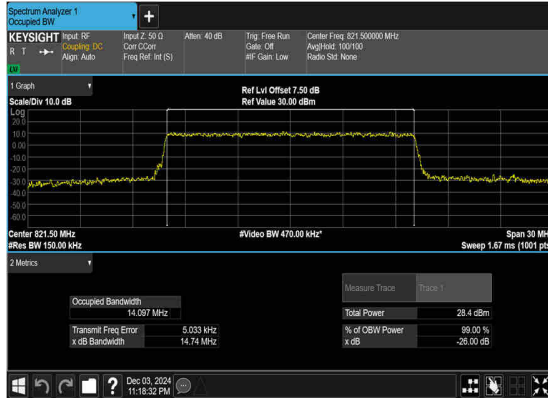 Spectrum Analyzer 1
Occupied BW
+
KEYSIGHT
R T
Input: RF
Coupling: DC
Align: Auto
Input Z: 50 Ω
Corr CCorr
Freq Ref: Int (S)
Atten: 40 dB
Trig: Free Run
Gate: Off
#IF Gain: Low
Center Freq: 821.500000 MHz
Avg|Hold: 100/100
Radio Std: None
1 Graph
Scale/Div 10.0 dB
Ref Lvl Offset 7.50 dB
Ref Value 30.00 dBm
Log
20.0
10.0
0.00
-10.0
-20.0
-30.0
-40.0
-50.0
-60.0
Center 821.50 MHz
#Res BW 150.00 kHz
#Video BW 470.00 kHz*
Span 30 MH
Sweep 1.67 ms (1001 pts
2 Metrics
Measure Trace
Trace 1
Occupied Bandwidth
14.097 MHz
Total Power
28.4 dBm
Transmit Freq Error
5.033 kHz
% of OBW Power
99.00 %
x dB Bandwidth
14.74 MHz
x dB
-26.00 dB
?
Dec 03, 2024
11:18:32 PM